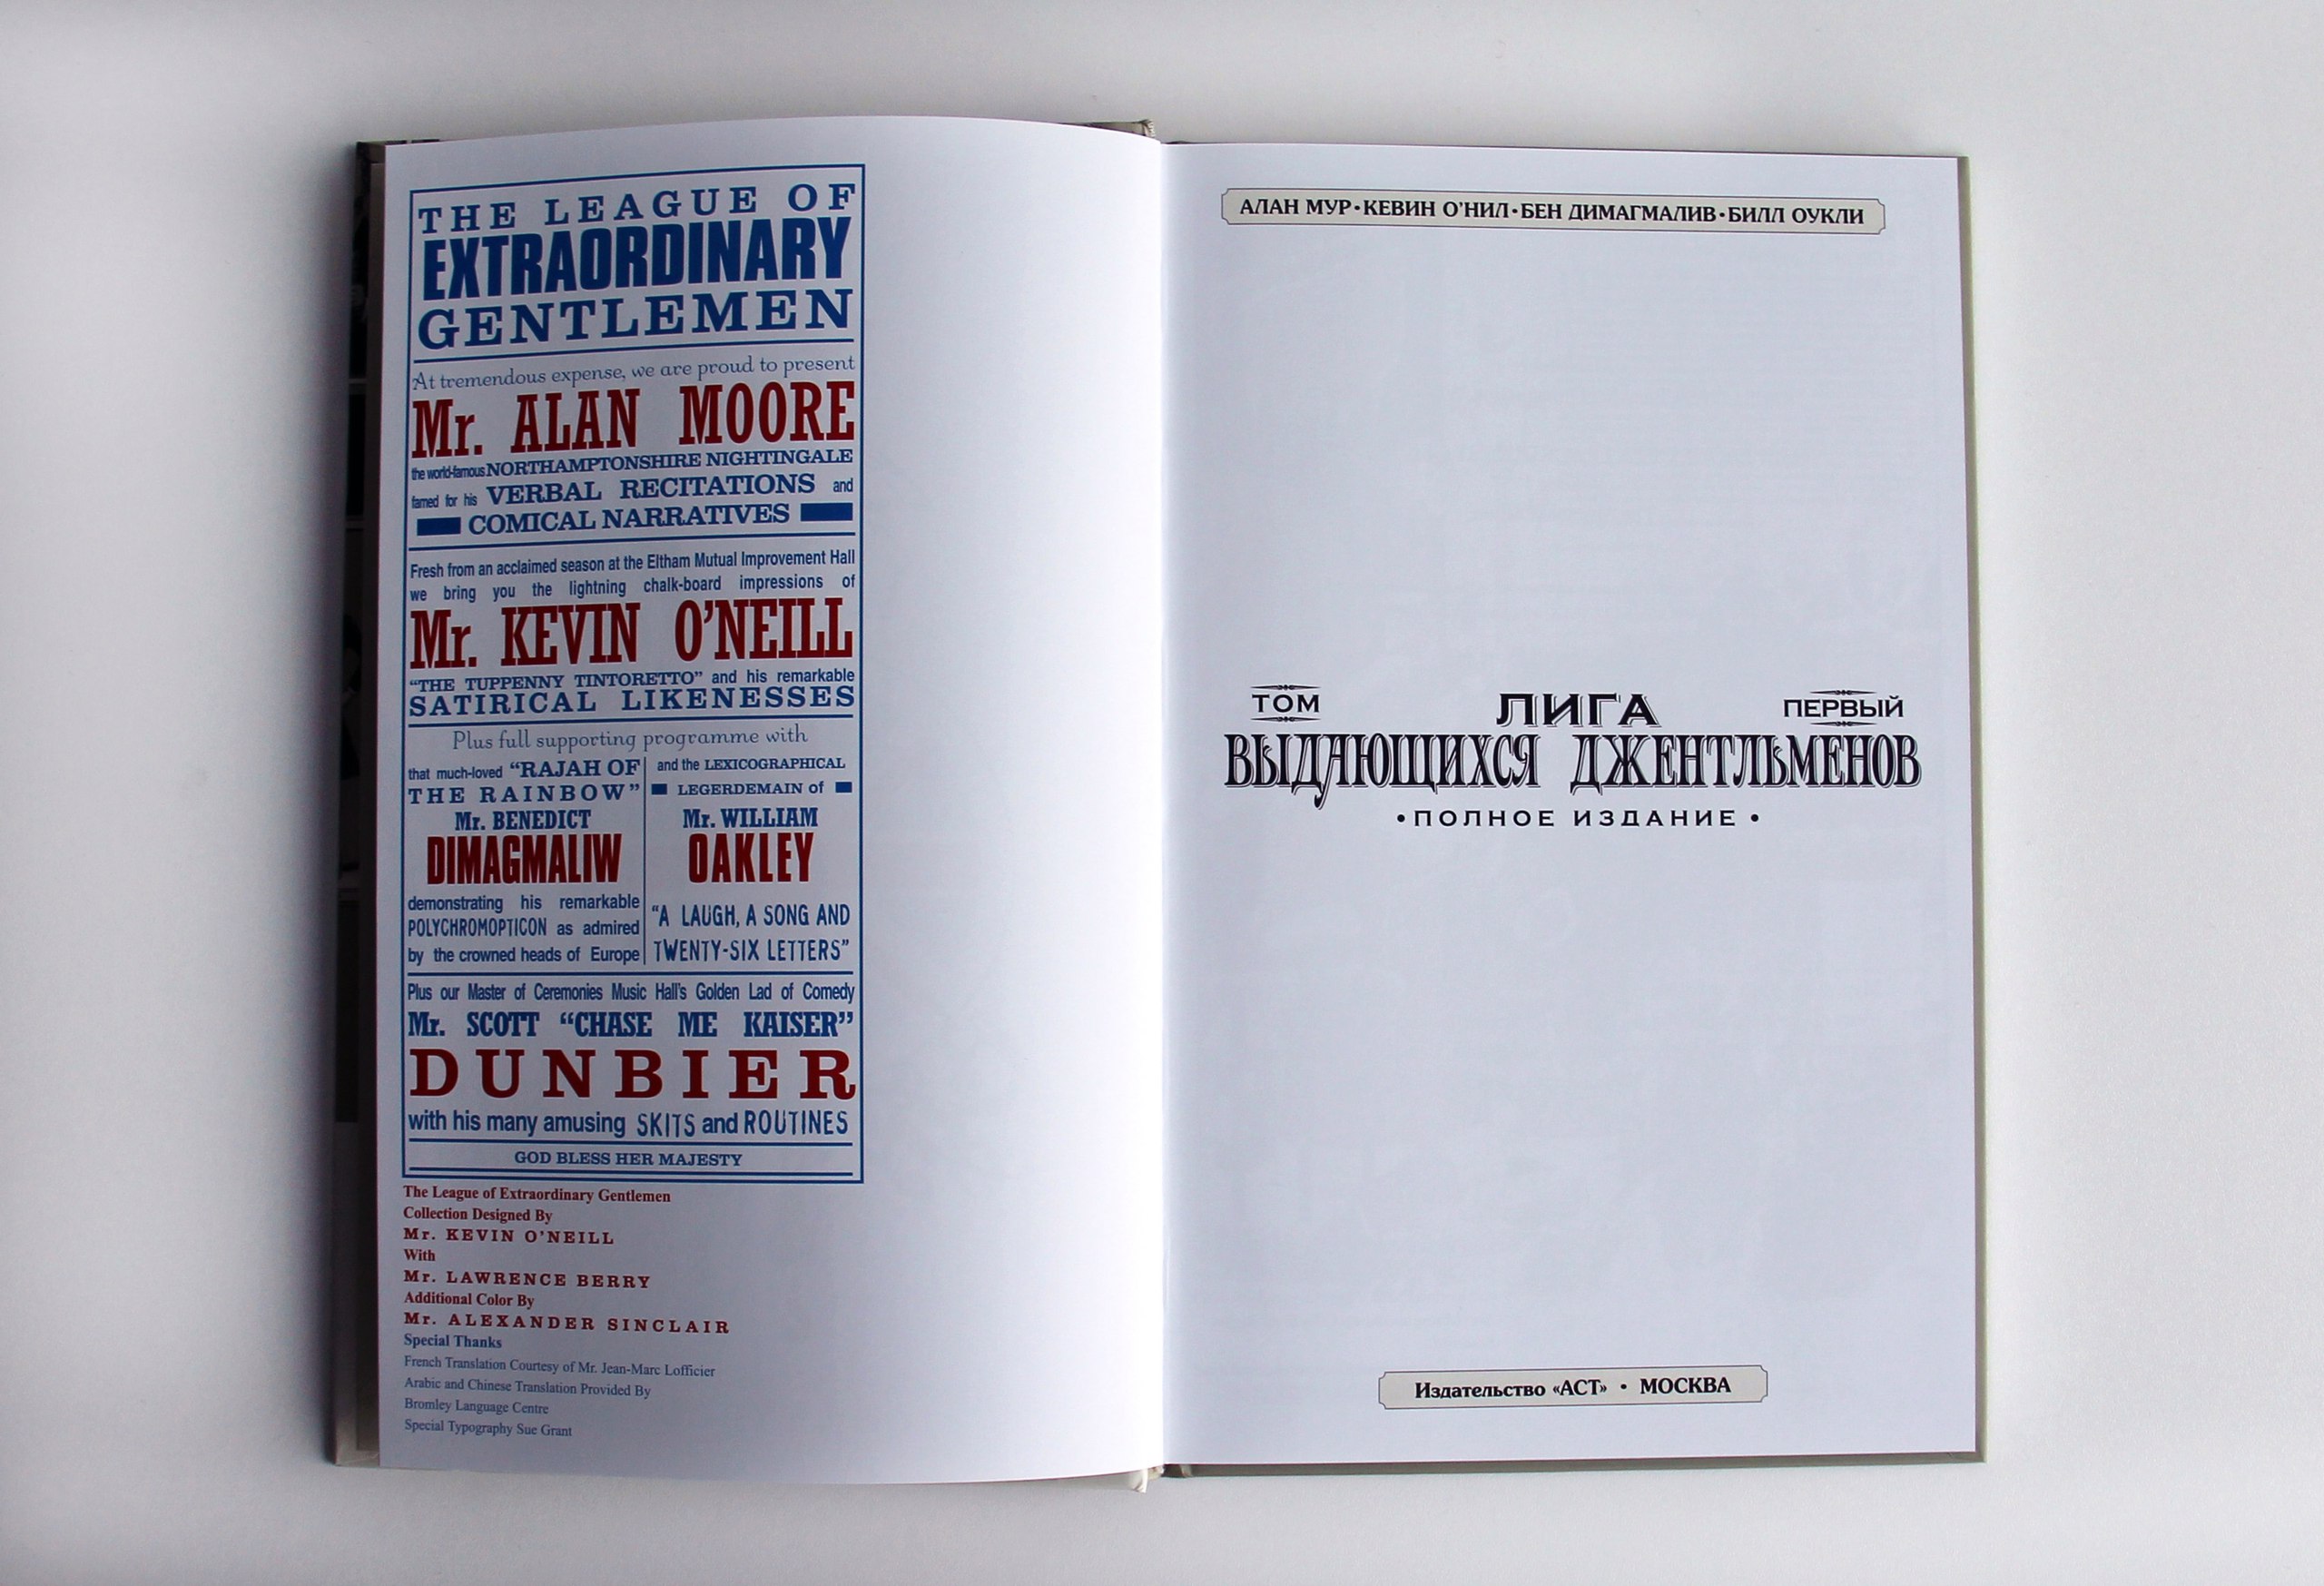 THE LEAGUE OF
EXTRAORDINARY
GENTLEMEN
At tremendous expense, we are proud to present
Mr. ALAN MOORE
the world-famous NORTHAMPTONSHIRE NIGHTINGALE
famed for his VERBAL RECITATIONS and
COMICAL NARRATIVES
Fresh from an acclaimed season at the Eltham Mutual Improvement Hall
we bring you the lightning chalk-board impressions of
Mr. KEVIN O'NEILL
“THE TUPPENNY TINTORETTO” and his remarkable
SATIRICAL LIKENESSES
Plus full supporting programme with
that much-loved “RAJAH OF
THE RAINBOW”
Mr. BENEDICT
DIMAGMALIW
demonstrating his remarkable
POLYCHROMOPTICON as admired
by the crowned heads of Europe
and the LEXICOGRAPHICAL
LEGERDEMAIN of
Mr. WILLIAM
OAKLEY
“A LAUGH, A SONG AND
TWENTY-SIX LETTERS”
Plus our Master of Ceremonies Music Hall's Golden Lad of Comedy
Mr. SCOTT “CHASE ME KAISER”
DUNBIER
with his many amusing SKITS and ROUTINES
GOD BLESS HER MAJESTY
The League of Extraordinary Gentlemen
Collection Designed By
Mr. KEVIN O'NEILL
With
Mr. LAWRENCE BERRY
Additional Color By
Mr. ALEXANDER SINCLAIR
Special Thanks
French Translation Courtesy of Mr. Jean-Marc Lofficier
Arabic and Chinese Translation Provided By
Bromley Language Centre
Special Typography Sue Grant
АЛАН МУР•КЕВИН О'НИЛ•БЕН ДИМАГМАЛИВ•БИЛЛ ОУКЛИ
ТОМ ЛИГА ПЕРВЫЙ
ВЫДАЮЩИХСЯ ДЖЕНТЛЬМЕНОВ
•ПОЛНОЕ ИЗДАНИЕ•
Издательство «АСТ» • МОСКВА